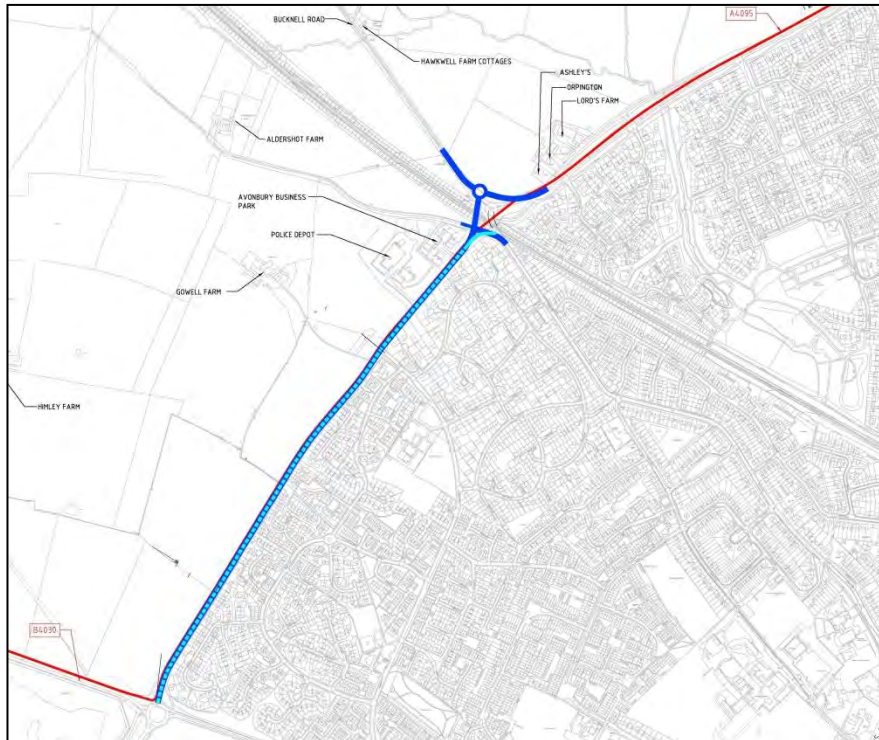 BUCKNELL ROAD
A4095
HAWKWELL FARM COTTAGES
ASHLEY'S
ORPINGTON
LORD'S FARM
ALDERSHOT FARM
AVONBURY BUSINESS
PARK
POLICE DEPOT
GOWELL FARM
HIMLEY FARM
B4030